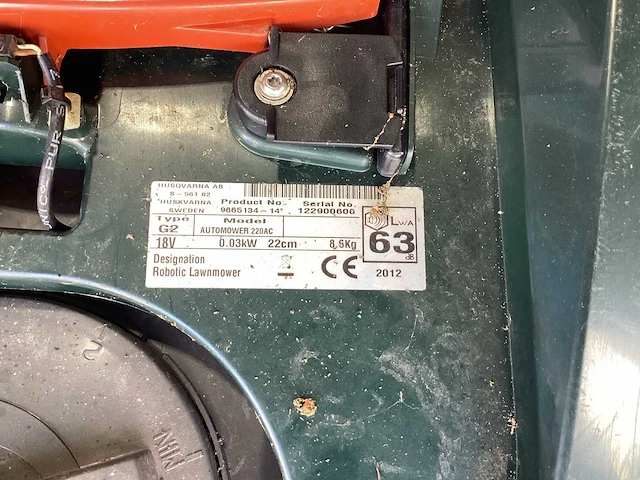 HUSQVARNA AB
S-561 82
HUSKVARNA
SWEDEN
Product No:
9665134-14*
Serial No.
122900606
Type
G2
Model
AUTOMOWER 220AC
18V 0.03kW 22cm 8,6Kg
Designation
Robotic Lawnmower
CE
LWA
63
dB
2012
MIN